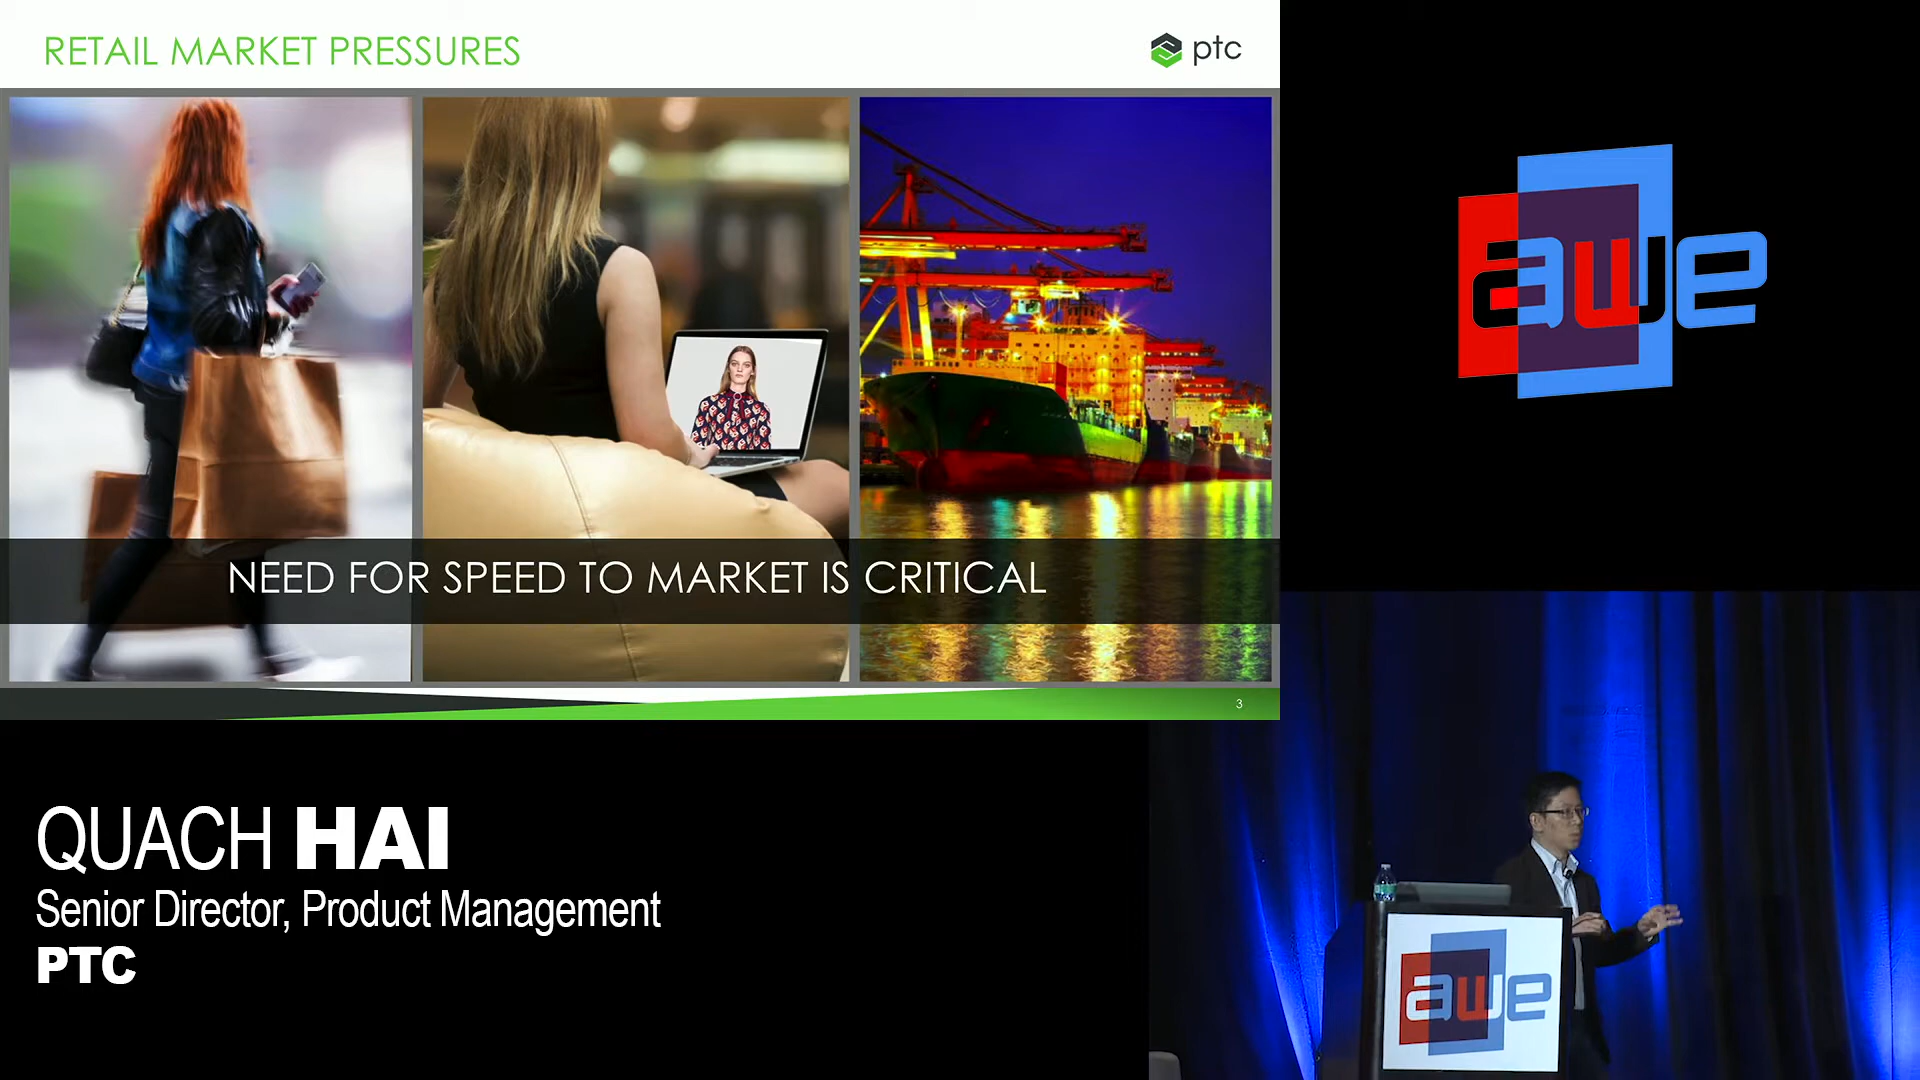 RETAIL MARKET PRESSURES
ptc
NEED FOR SPEED TO MARKET IS CRITICAL
3
awe
QUACH HAI
Senior Director, Product Management
PTC
awe